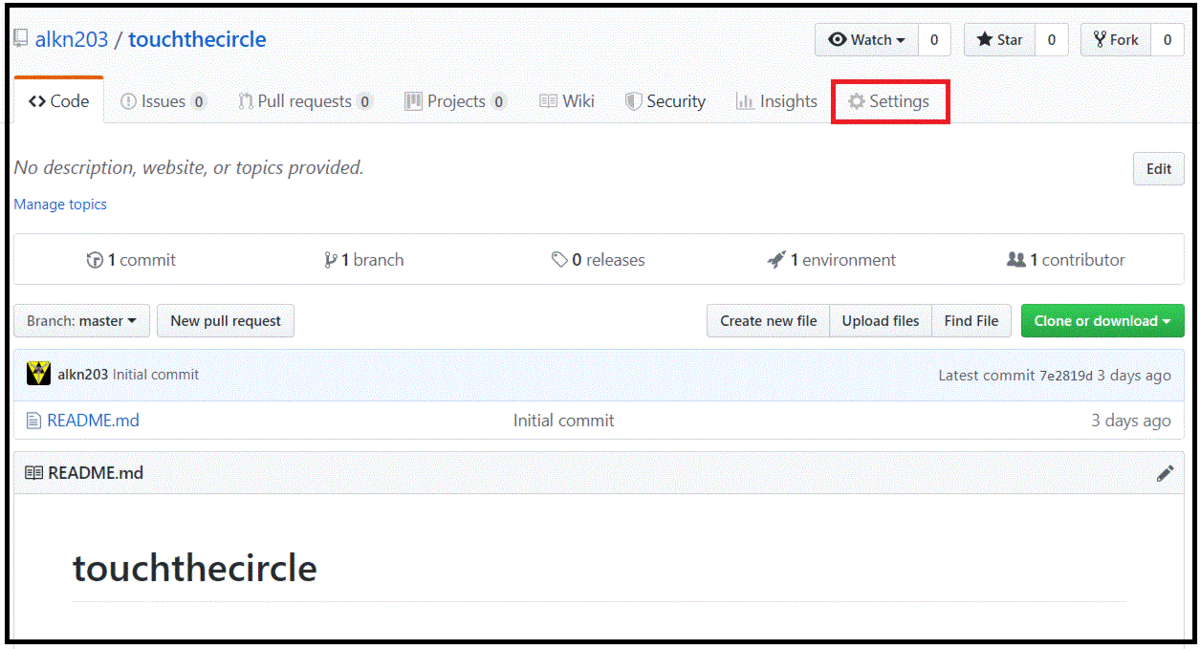 alkn203 / touchthecircle Watch 0 Star 0 Fork 0
Code Issues 0 Pull requests 0 Projects 0 Wiki Security Insights Settings
No description, website, or topics provided. Edit
Manage topics
1 commit 1 branch 0 releases 1 environment 1 contributor
Branch: master New pull request Create new file Upload files Find File Clone or download
alkn203 Initial commit Latest commit 7e2819d 3 days ago
README.md Initial commit 3 days ago
README.md
touchthecircle